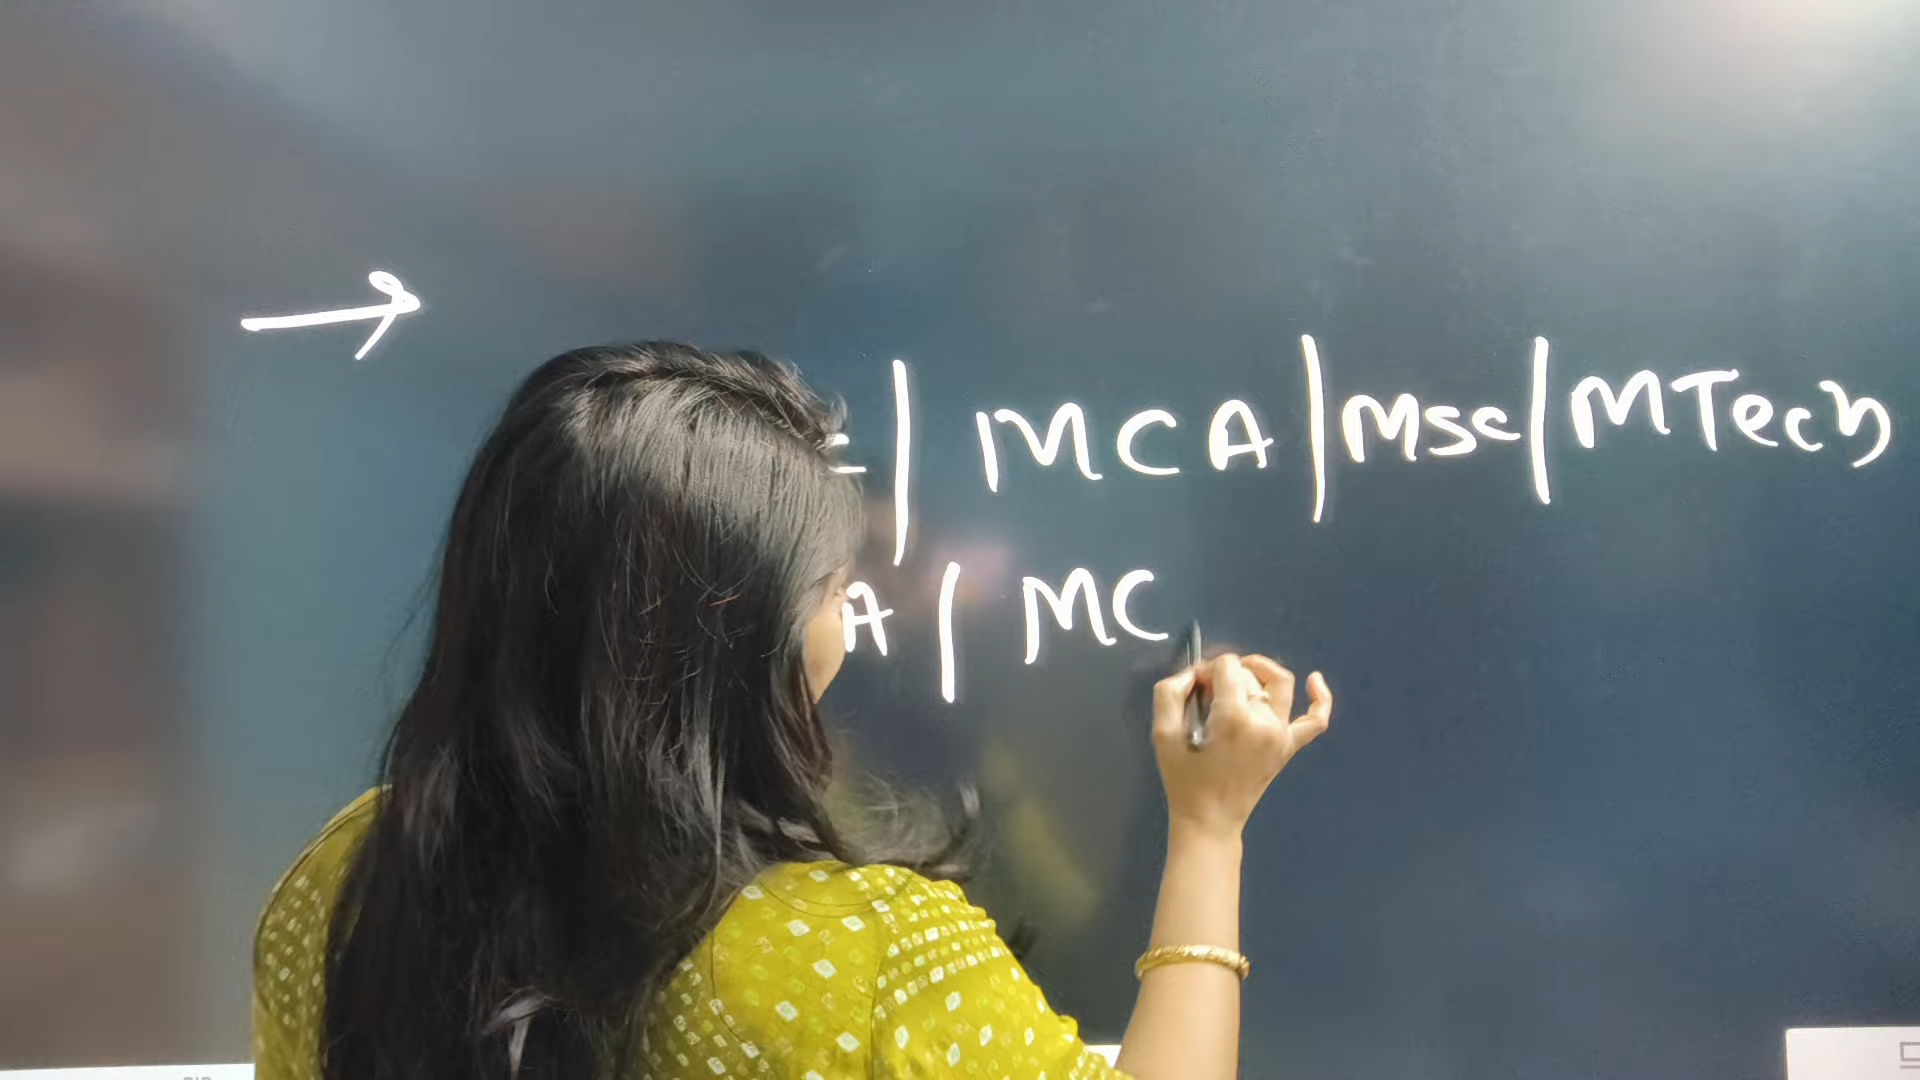 →
| MCA | MSc | MTech
A | MC